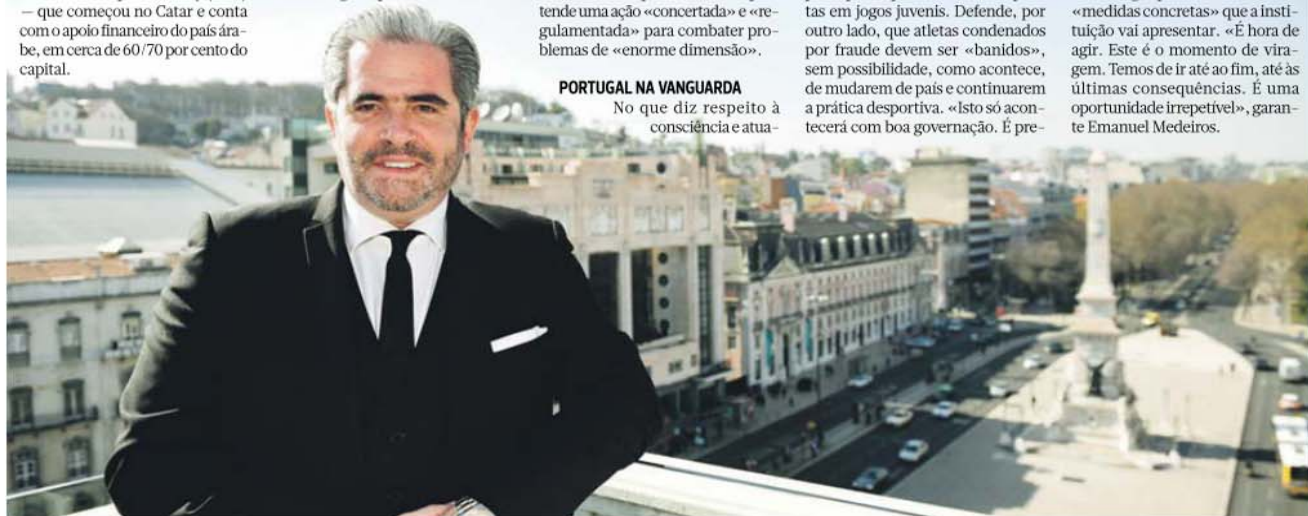 — que começou no Catar e conta
com o apoio financeiro do país ára-
be, em cerca de 60/70 por cento do
capital.
tende uma ação «concertada» e «re-
gulamentada» para combater pro-
blemas de «enorme dimensão».
PORTUGAL NA VANGUARDA
No que diz respeito à
consciência e atua-
tas em jogos juvenis. Defende, por
outro lado, que atletas condenados
por fraude devem ser «banidos»,
sem possibilidade, como acontece,
de mudarem de país e continuarem
a prática desportiva. «Isto só acon-
tecerá com boa governação. É pre-
«medidas concretas» que a insti-
tuição vai apresentar. «É hora de
agir. Este é o momento de vira-
gem. Temos de ir até ao fim, até às
últimas consequências. É uma
oportunidade irrepetível», garan-
te Emanuel Medeiros.